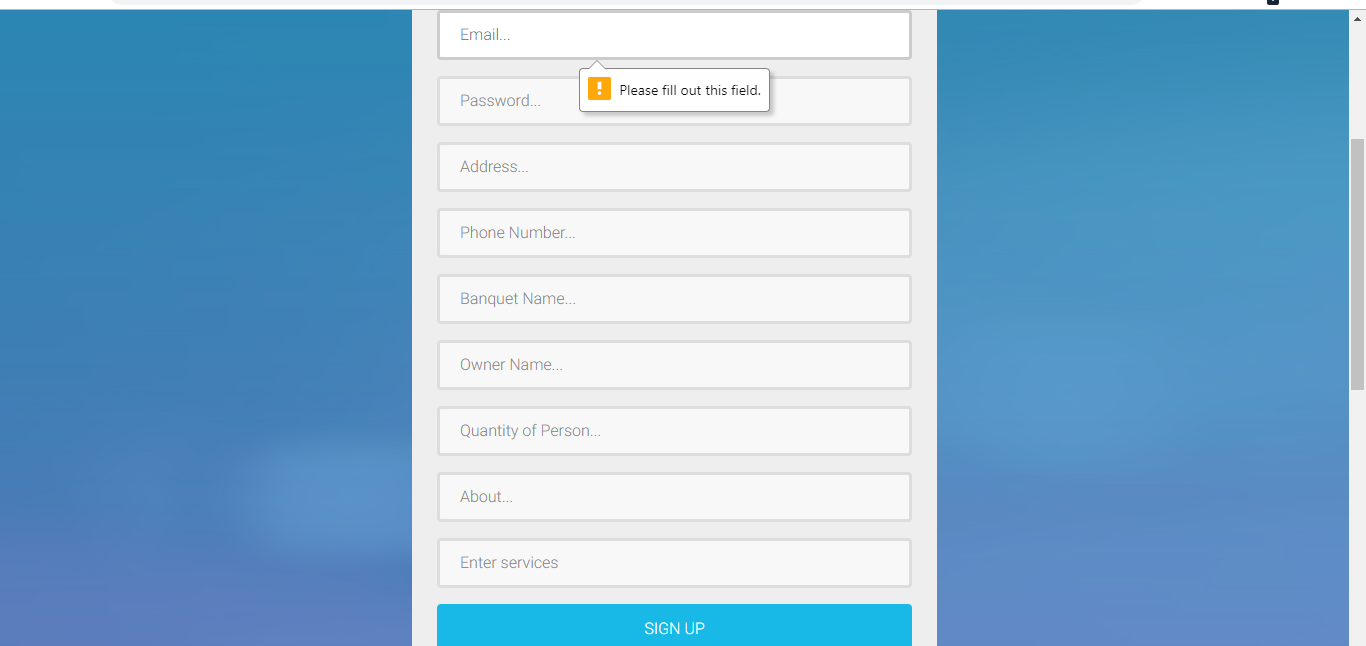 Email...
Please fill out this field.
Password...
Address...
Phone Number...
Banquet Name...
Owner Name...
Quantity of Person...
About...
Enter services
SIGN UP